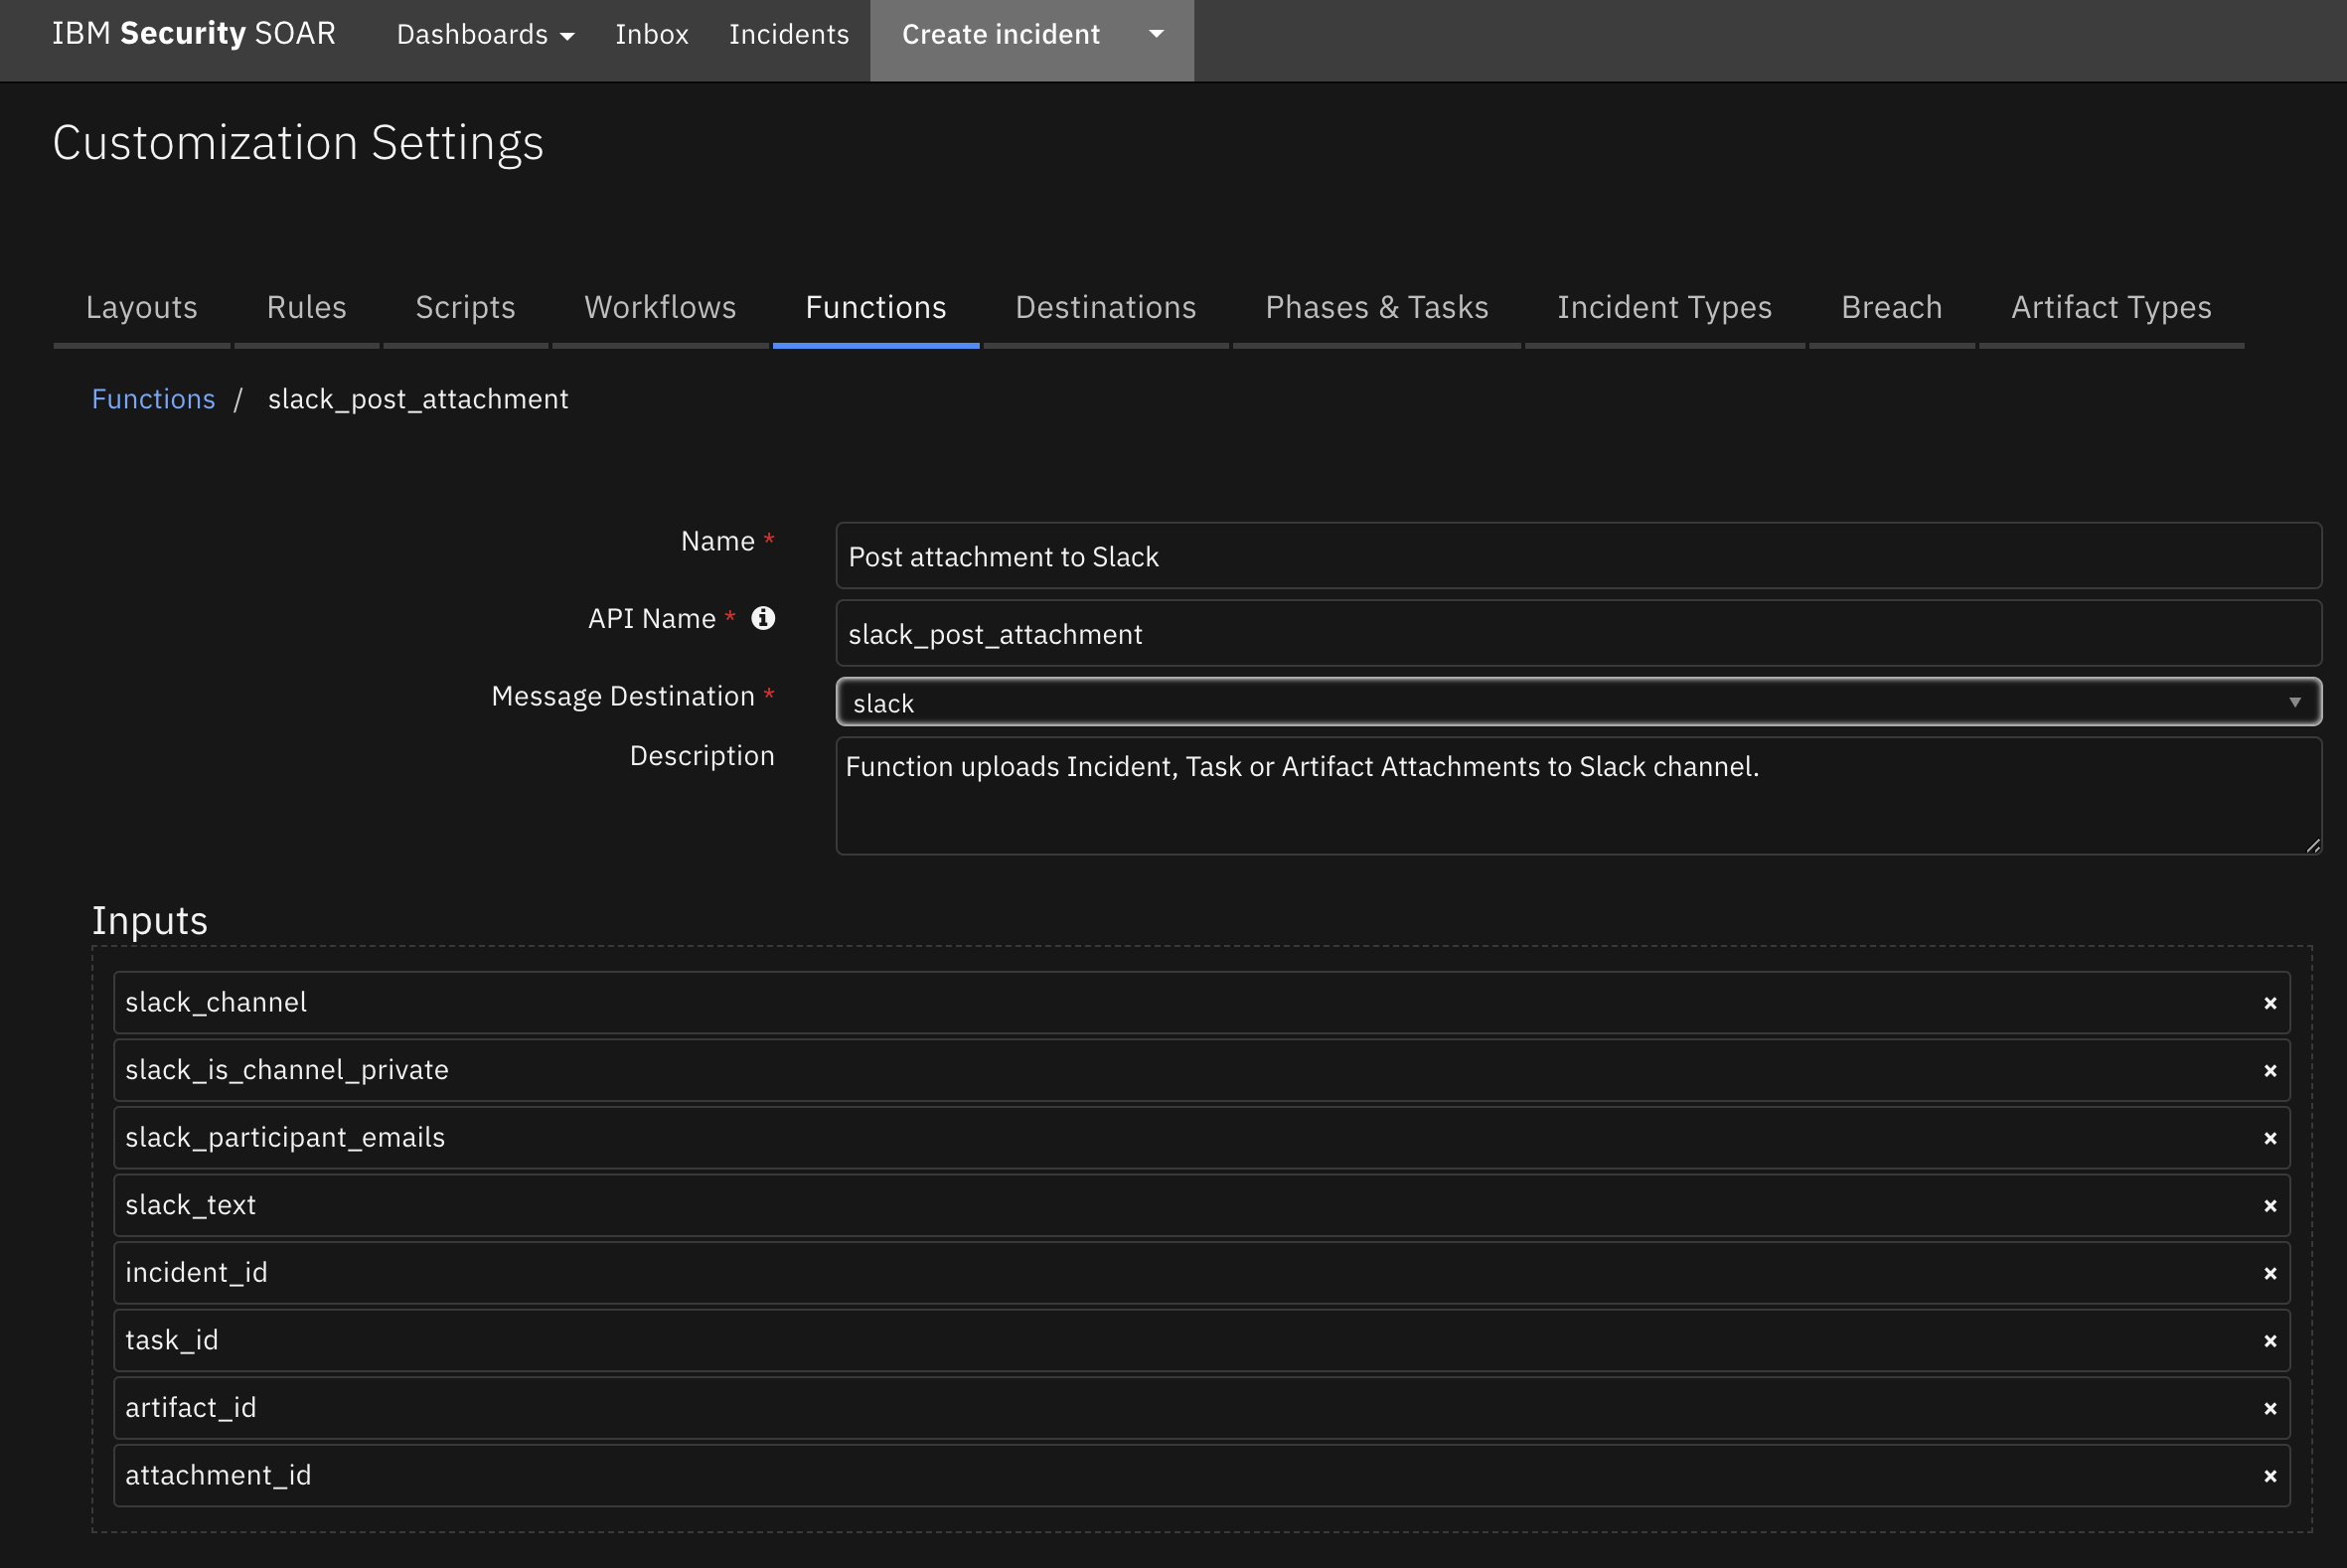 IBM Security SOAR Dashboards Inbox Incidents Create incident
Customization Settings
Layouts Rules Scripts Workflows Functions Destinations Phases & Tasks Incident Types Breach Artifact Types
Functions / slack_post_attachment
Name * Post attachment to Slack
API Name * slack_post_attachment
Message Destination * slack
Description Function uploads Incident, Task or Artifact Attachments to Slack channel.
Inputs
slack_channel
slack_is_channel_private
slack_participant_emails
slack_text
incident_id
task_id
artifact_id
attachment_id